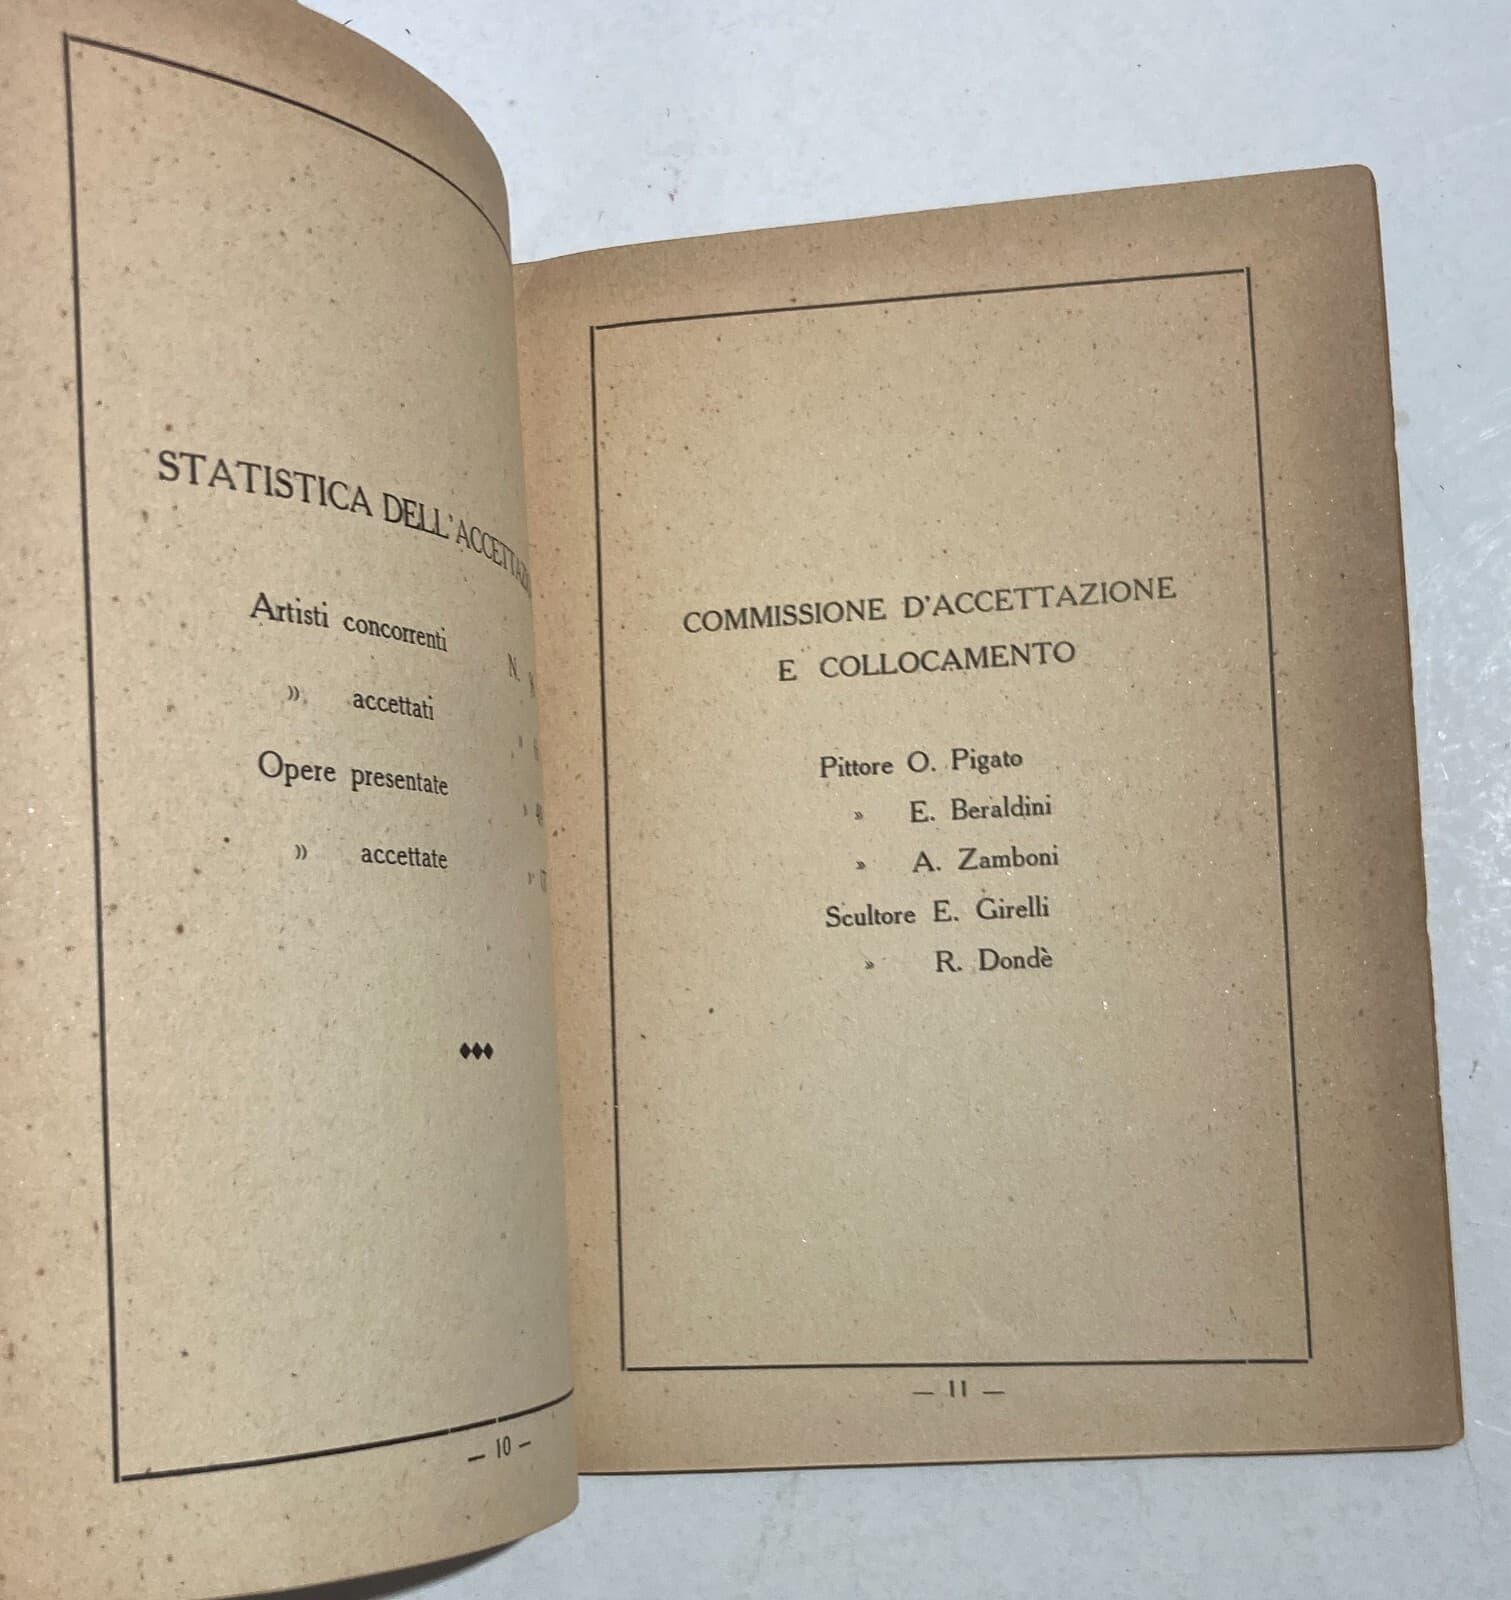 STATISTICA DELL'ACCETTAZI
Artisti concorrenti N.
» accettati »
Opere presentate »
» accettate »
— 10 —
COMMISSIONE D'ACCETTAZIONE
E COLLOCAMENTO
Pittore O. Pigato
» E. Beraldini
» A. Zamboni
Scultore E. Girelli
» R. Dondè
— 11 —